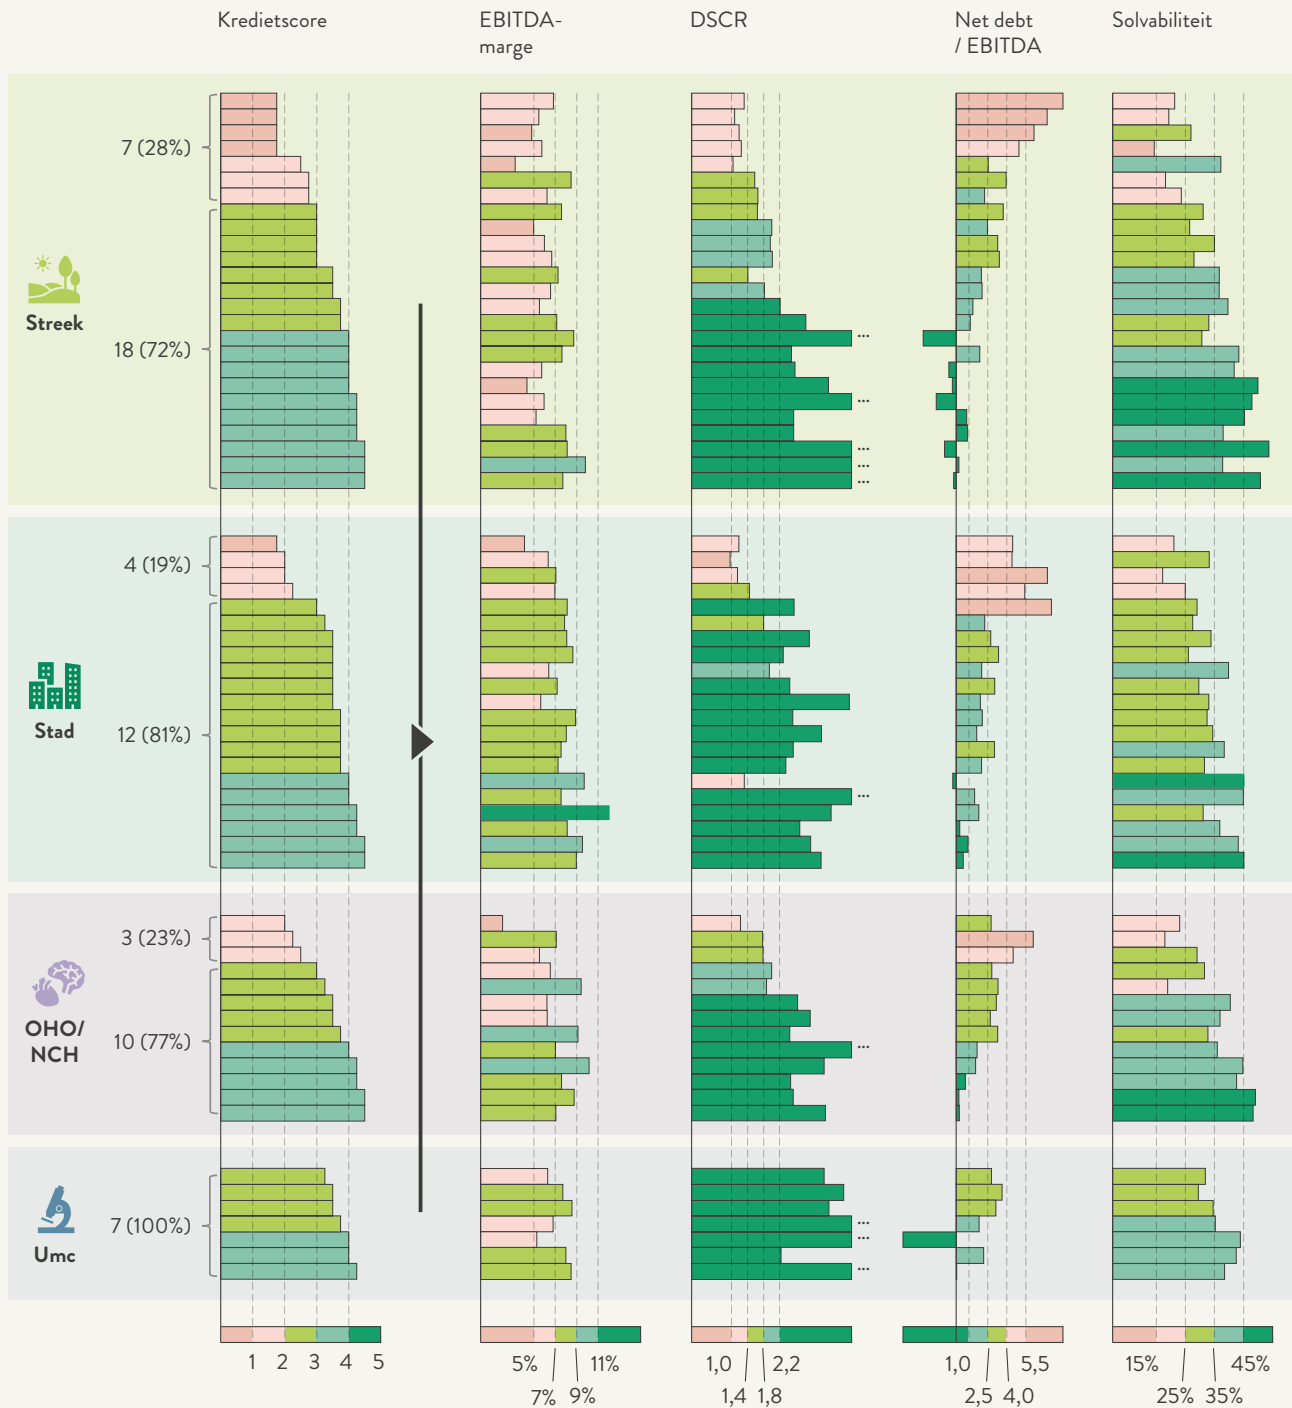 Kredietscore
EBITDA-
marge
DSCR
Net debt
/ EBITDA
Solvabiliteit
7 (28%)
Streek
18 (72%)
...
...
...
...
...
4 (19%)
Stad
12 (81%)
...
3 (23%)
OHO/
NCH
10 (77%)
...
Umc
7 (100%)
...
...
...
1 2 3 4 5
5% 11%
7% 9%
1,0 2,2
1,4 1,8
1,0 5,5
2,5 4,0
15% 45%
25% 35%